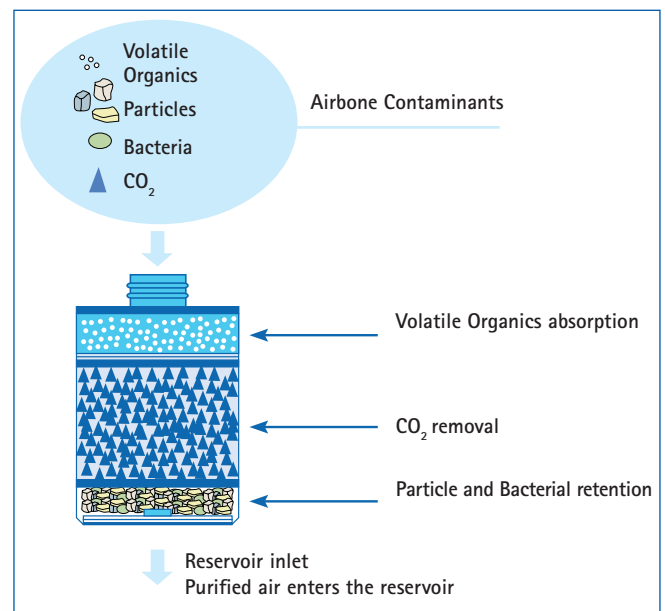 Volatile
Organics
Particles
Bacteria
CO₂
Airbone Contaminants
Volatile Organics absorption
CO₂ removal
Particle and Bacterial retention
Reservoir inlet
Purified air enters the reservoir